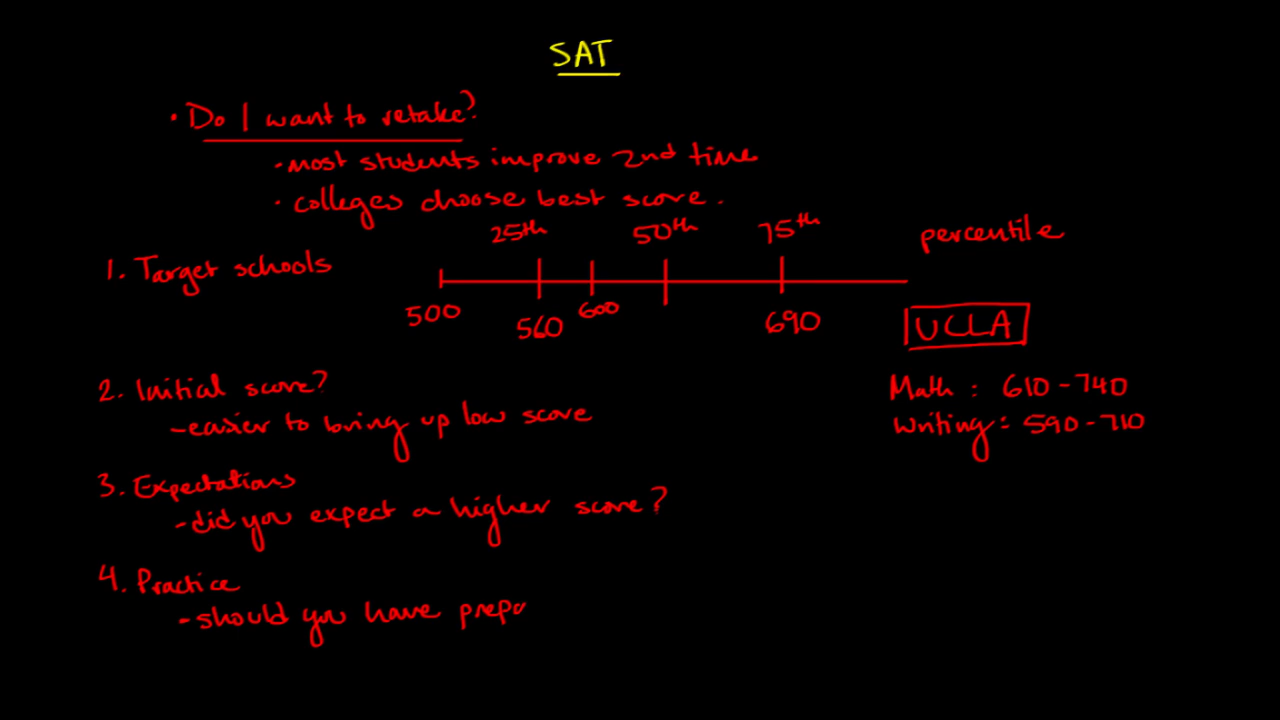 SAT
• Do I want to retake?
• most students improve 2nd time
• colleges choose best score.
25th 50th 75th percentile
1. Target schools
500 560 600 690 UCLA
2. Initial score?
Math : 610-740
- easier to bring up low score
Writing: 590-710
3. Expectations
- did you expect a higher score?
4. Practice
- should you have prepa